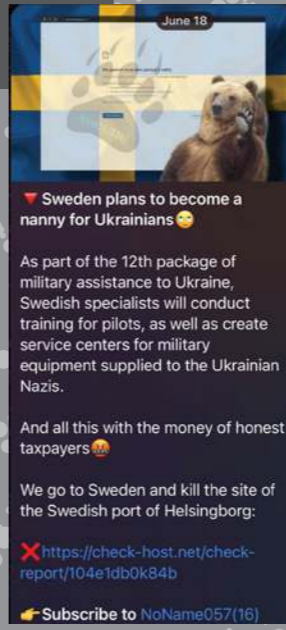 June 18
🔻 Sweden plans to become a
nanny for Ukrainians🙄
As part of the 12th package of
military assistance to Ukraine,
Swedish specialists will conduct
training for pilots, as well as create
service centers for military
equipment supplied to the Ukrainian
Nazis.
And all this with the money of honest
taxpayers🤬
We go to Sweden and kill the site of
the Swedish port of Helsingborg:
❌https://check-host.net/check-
report/104e1db0k84b
👉Subscribe to NoName057(16)